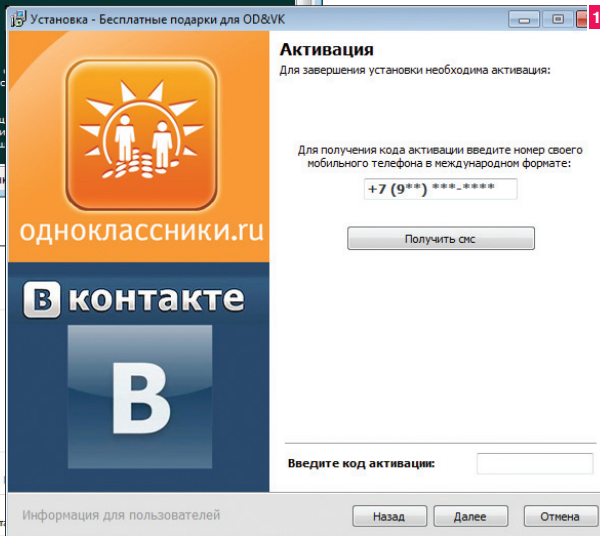 Установка - Бесплатные подарки для OD&VK
1
Активация
Для завершения установки необходима активация:
Для получения кода активации введите номер своего
мобильного телефона в международном формате:
+7 (9**) ***-****
Получить смс
одноклассники.ru
В контакте
В
Введите код активации:
Информация для пользователей
Назад
Далее
Отмена